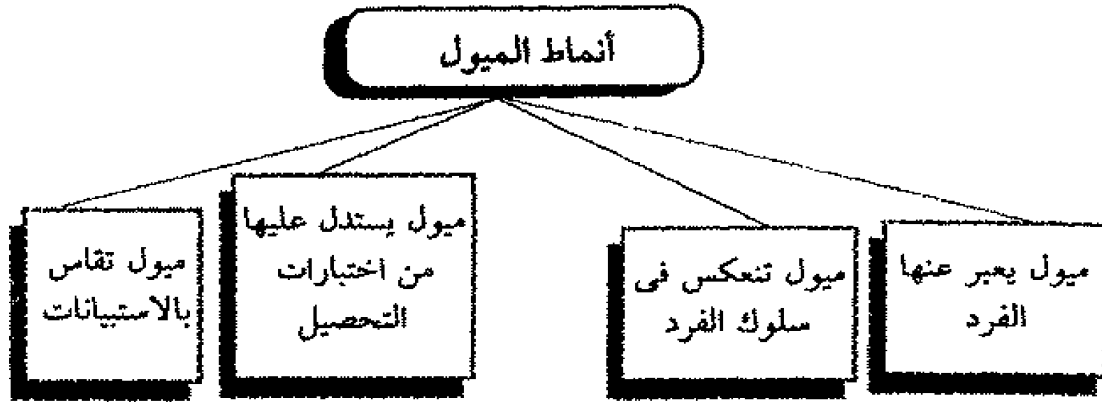 أنماط الميول
ميول يعبر عنها
الفرد
ميول تنعكس فى
سلوك الفرد
ميول يستدل عليها
من اختبارات
التحصيل
ميول تقاس
بالاستبيانات